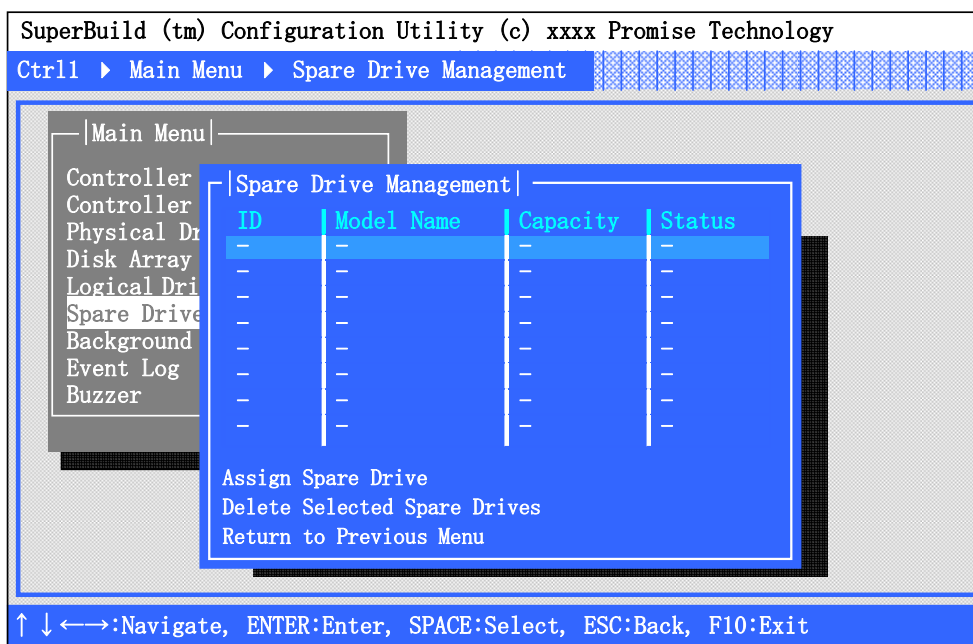 SuperBuild (tm) Configuration Utility (c) xxxx Promise Technology
Ctrl1 ▶ Main Menu ▶ Spare Drive Management
Main Menu
Controller
Controller
Physical Dr
Disk Array
Logical Dri
Spare Drive
Background
Event Log
Buzzer
Spare Drive Management
ID Model Name Capacity Status
– – – –
– – – –
– – – –
– – – –
– – – –
– – – –
– – – –
– – – –
Assign Spare Drive
Delete Selected Spare Drives
Return to Previous Menu
↑ ↓ ←→:Navigate, ENTER:Enter, SPACE:Select, ESC:Back, F10:Exit